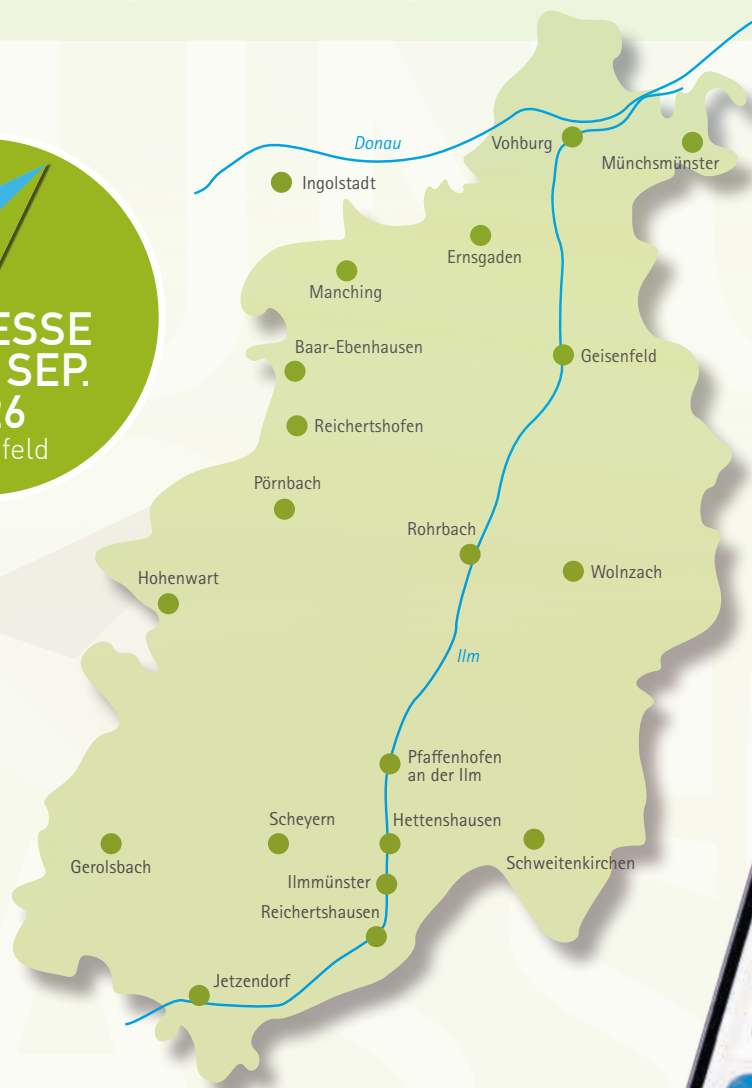 Donau
Vohburg
Münchsmünster
Ingolstadt
Ernsgaden
Manching
ESSE
SEP.
6
feld
Baar-Ebenhausen
Geisenfeld
Reichertshofen
Pörnbach
Rohrbach
Wolnzach
Hohenwart
Ilm
Pfaffenhofen
an der Ilm
Scheyern
Hettenshausen
Gerolsbach
Schweitenkirchen
Ilmmünster
Reichertshausen
Jetzendorf